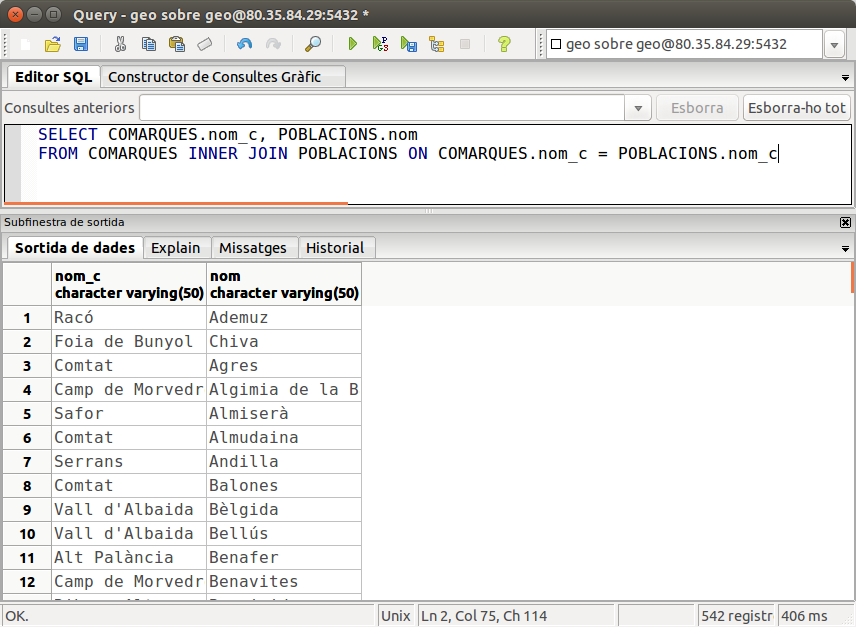 Query - geo sobre geo@80.35.84.29:5432 *
geo sobre geo@80.35.84.29:5432
Editor SQL Constructor de Consultes Gràfic
Consultes anteriors Esborra Esborra-ho tot
SELECT COMARQUES.nom_c, POBLACIONS.nom
FROM COMARQUES INNER JOIN POBLACIONS ON COMARQUES.nom_c = POBLACIONS.nom_c
Subfinestra de sortida
Sortida de dades Explain Missatges Historial
nom_c nom
character varying(50) character varying(50)
1 Racó Ademuz
2 Foia de Bunyol Chiva
3 Comtat Agres
4 Camp de Morvedr Algimia de la B
5 Safor Almiserà
6 Comtat Almudaina
7 Serrans Andilla
8 Comtat Balones
9 Vall d'Albaida Bèlgida
10 Vall d'Albaida Bellús
11 Alt Palància Benafer
12 Camp de Morvedr Benavites
OK. Unix Ln 2, Col 75, Ch 114 542 registr 406 ms